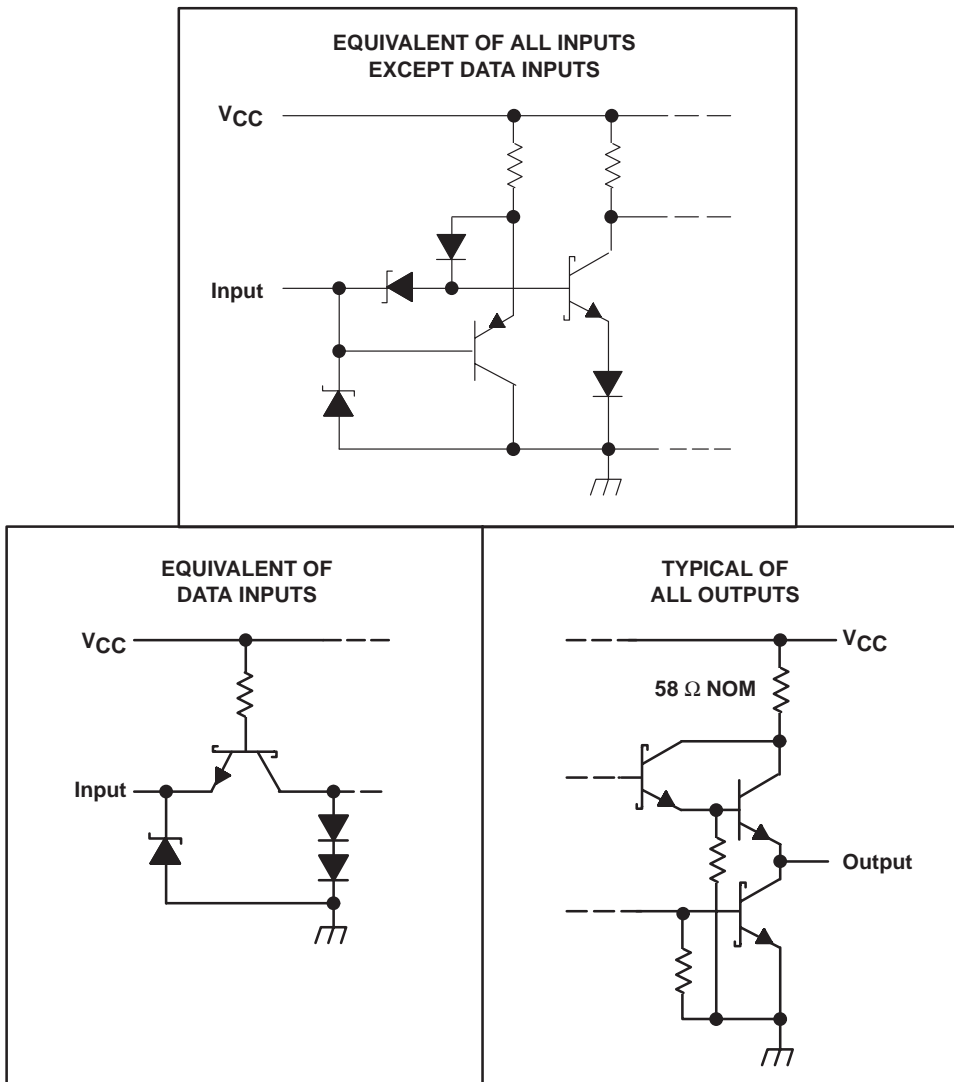 EQUIVALENT OF ALL INPUTS
EXCEPT DATA INPUTS
VCC
Input
EQUIVALENT OF
DATA INPUTS
VCC
Input
TYPICAL OF
ALL OUTPUTS
VCC
58 Ω NOM
Output